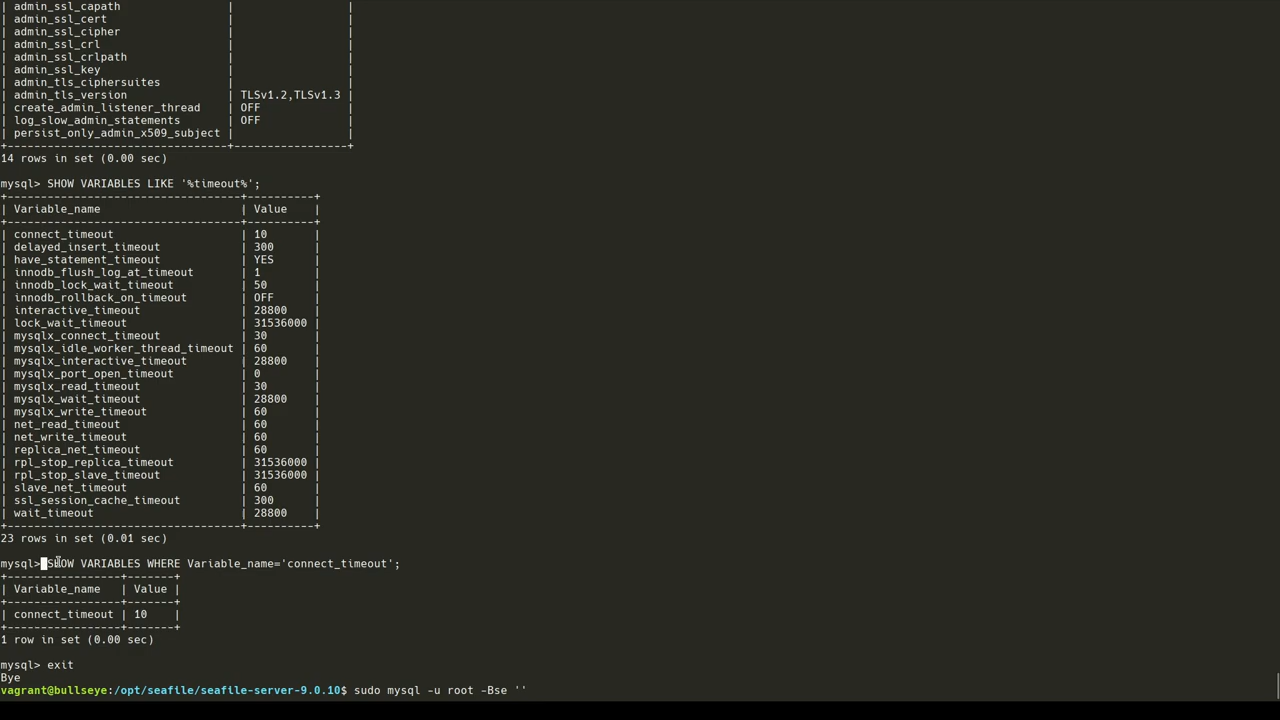 | admin_ssl_capath                 |                 |
| admin_ssl_cert                   |                 |
| admin_ssl_cipher                 |                 |
| admin_ssl_crl                    |                 |
| admin_ssl_crlpath                |                 |
| admin_ssl_key                    |                 |
| admin_tls_ciphersuites           |                 |
| admin_tls_version                | TLSv1.2,TLSv1.3 |
| create_admin_listener_thread     | OFF             |
| log_slow_admin_statements        | OFF             |
| persist_only_admin_x509_subject  |                 |
+---------------------------------+-----------------+
14 rows in set (0.00 sec)
mysql> SHOW VARIABLES LIKE '%timeout%';
+-----------------------------------+----------+
| Variable_name                     | Value    |
+-----------------------------------+----------+
| connect_timeout                   | 10       |
| delayed_insert_timeout            | 300      |
| have_statement_timeout            | YES      |
| innodb_flush_log_at_timeout       | 1        |
| innodb_lock_wait_timeout          | 50       |
| innodb_rollback_on_timeout        | OFF      |
| interactive_timeout               | 28800    |
| lock_wait_timeout                 | 31536000 |
| mysqlx_connect_timeout            | 30       |
| mysqlx_idle_worker_thread_timeout | 60       |
| mysqlx_interactive_timeout        | 28800    |
| mysqlx_port_open_timeout          | 0        |
| mysqlx_read_timeout               | 30       |
| mysqlx_wait_timeout               | 28800    |
| mysqlx_write_timeout              | 60       |
| net_read_timeout                  | 60       |
| net_write_timeout                 | 60       |
| replica_net_timeout               | 60       |
| rpl_stop_replica_timeout          | 31536000 |
| rpl_stop_slave_timeout            | 31536000 |
| slave_net_timeout                 | 60       |
| ssl_session_cache_timeout         | 300      |
| wait_timeout                      | 28800    |
+-----------------------------------+----------+
23 rows in set (0.01 sec)
mysql> SHOW VARIABLES WHERE Variable_name='connect_timeout';
+-----------------+-------+
| Variable_name   | Value |
+-----------------+-------+
| connect_timeout | 10    |
+-----------------+-------+
1 row in set (0.00 sec)
mysql> exit
Bye
vagrant@bullseye:/opt/seafile/seafile-server-9.0.10$ sudo mysql -u root -Bse ''